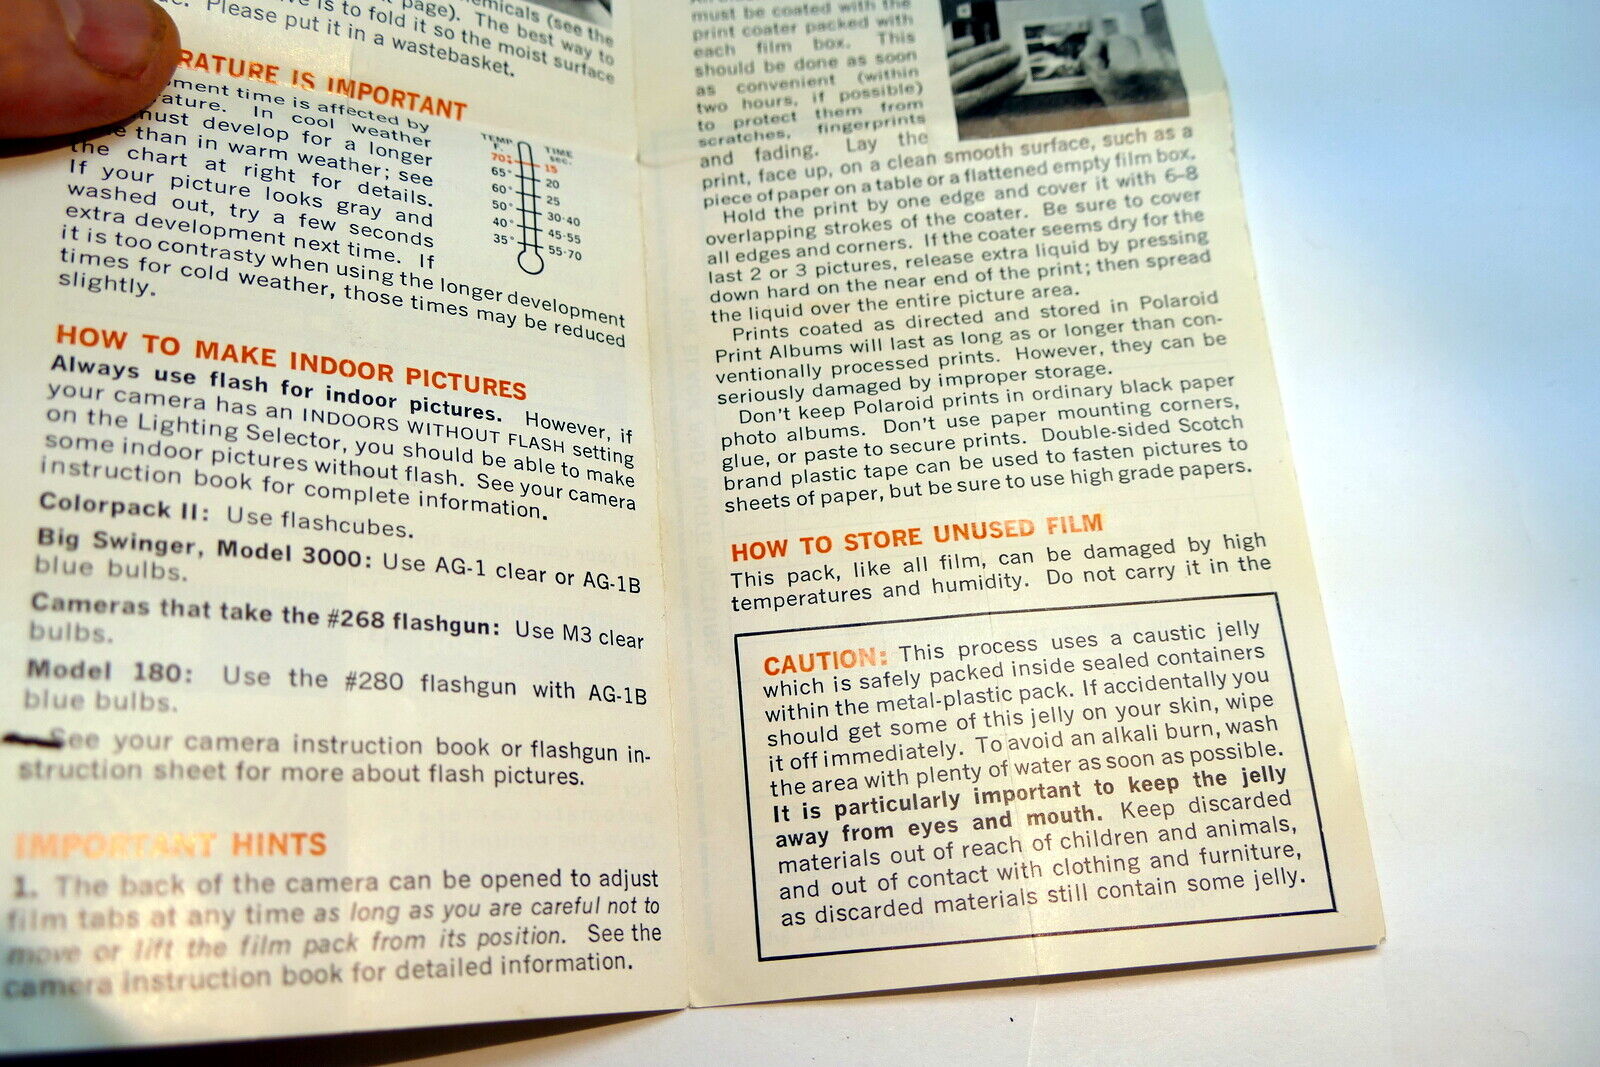 page). The best way to
is to fold it so the moist surface
Please put it in a wastebasket.
RATURE IS IMPORTANT
ment time is affected by
rature. In cool weather
must develop for a longer
than in warm weather; see
the chart at right for details.
If your picture looks gray and
washed out, try a few seconds
extra development next time. If
it is too contrasty when using the longer development
times for cold weather, those times may be reduced
slightly.
TEMP F. TIME sec.
70° 15
65° 20
60° 25
50° 30-40
40° 45-55
35° 55-70
HOW TO MAKE INDOOR PICTURES
Always use flash for indoor pictures. However, if
your camera has an INDOORS WITHOUT FLASH setting
on the Lighting Selector, you should be able to make
some indoor pictures without flash. See your camera
instruction book for complete information.
Colorpack II: Use flashcubes.
Big Swinger, Model 3000: Use AG-1 clear or AG-1B
blue bulbs.
Cameras that take the #268 flashgun: Use M3 clear
bulbs.
Model 180: Use the #280 flashgun with AG-1B
blue bulbs.
See your camera instruction book or flashgun in-
struction sheet for more about flash pictures.
IMPORTANT HINTS
1. The back of the camera can be opened to adjust
film tabs at any time as long as you are careful not to
move or lift the film pack from its position. See the
camera instruction book for detailed information.
must be coated with the
print coater packed with
each film box. This
should be done as soon
as convenient (within
two hours, if possible)
to protect them from
scratches, fingerprints
and fading. Lay the
print, face up, on a clean smooth surface, such as a
piece of paper on a table or a flattened empty film box.
Hold the print by one edge and cover it with 6-8
overlapping strokes of the coater. Be sure to cover
all edges and corners. If the coater seems dry for the
last 2 or 3 pictures, release extra liquid by pressing
down hard on the near end of the print; then spread
the liquid over the entire picture area.
Prints coated as directed and stored in Polaroid
Print Albums will last as long as or longer than con-
ventionally processed prints. However, they can be
seriously damaged by improper storage.
Don't keep Polaroid prints in ordinary black paper
photo albums. Don't use paper mounting corners,
glue, or paste to secure prints. Double-sided Scotch
brand plastic tape can be used to fasten pictures to
sheets of paper, but be sure to use high grade papers.
HOW TO STORE UNUSED FILM
This pack, like all film, can be damaged by high
temperatures and humidity. Do not carry it in the
CAUTION: This process uses a caustic jelly
which is safely packed inside sealed containers
within the metal-plastic pack. If accidentally you
should get some of this jelly on your skin, wipe
it off immediately. To avoid an alkali burn, wash
the area with plenty of water as soon as possible.
It is particularly important to keep the jelly
away from eyes and mouth. Keep discarded
materials out of reach of children and animals,
and out of contact with clothing and furniture,
as discarded materials still contain some jelly.